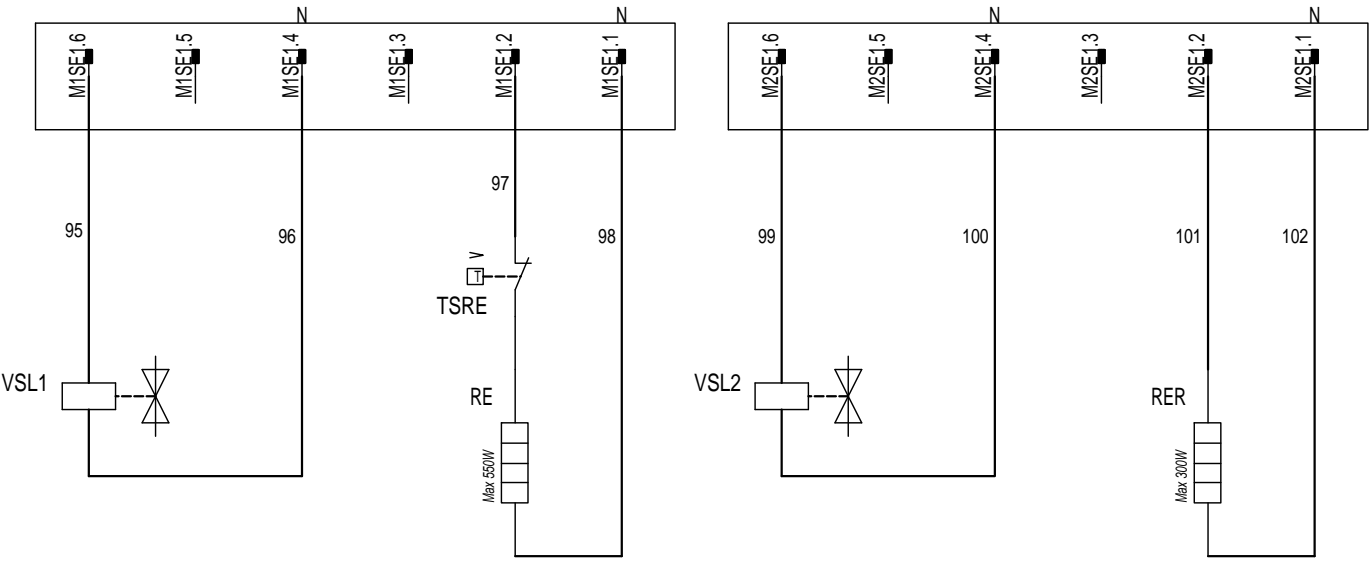 N
N
N
N
M1SE1.6
M1SE1.5
M1SE1.4
M1SE1.3
M1SE1.2
M1SE1.1
M2SE1.6
M2SE1.5
M2SE1.4
M2SE1.3
M2SE1.2
M2SE1.1
97
95
96
98
99
100
101
102
V
T
TSRE
VSL1
RE
VSL2
RER
Max 550W
Max 300W